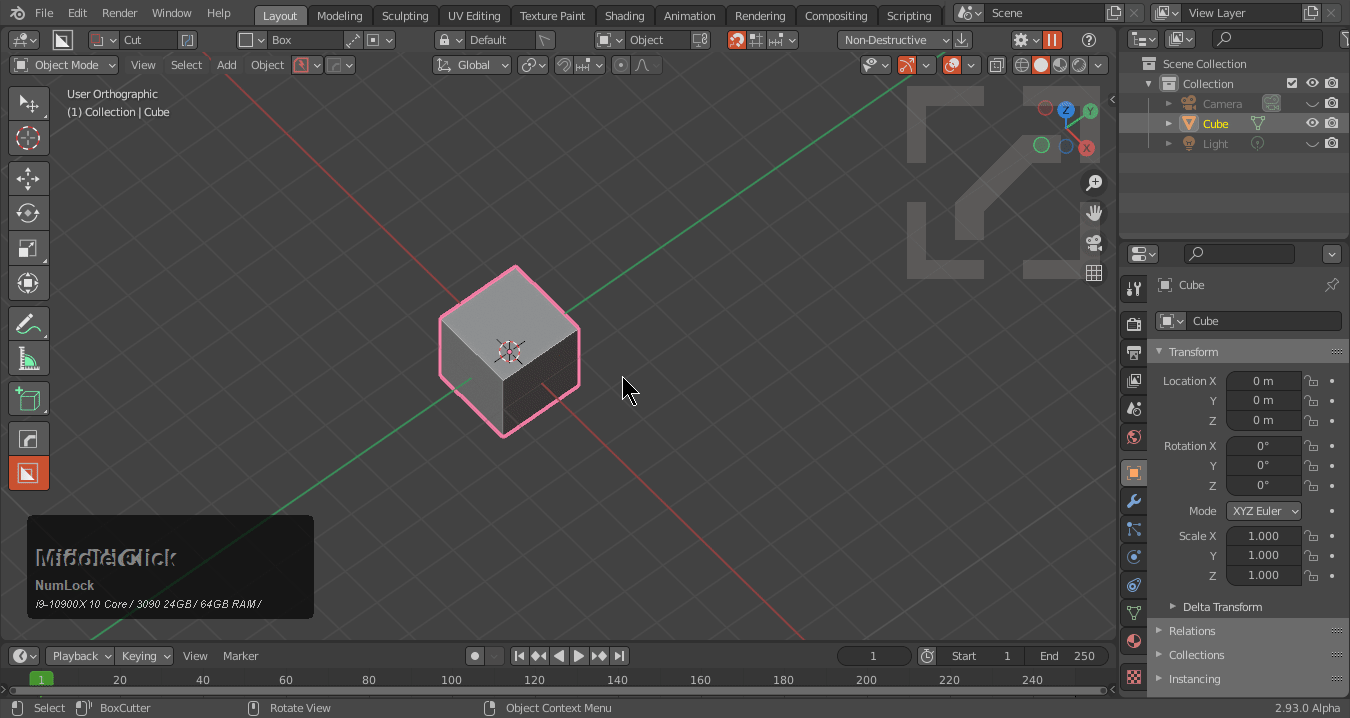 File Edit Render Window Help Layout Modeling Sculpting UV Editing Texture Paint Shading Animation Rendering Compositing Scripting Scene View Layer
Cut Box Default Object Non-Destructive
Object Mode View Select Add Object Global
User Orthographic
(1) Collection | Cube
Z
Y
X
Scene Collection
Collection
Camera
Cube
Light
Cube
Cube
Transform
Location X 0 m
Y 0 m
Z 0 m
Rotation X 0°
Y 0°
Z 0°
Mode XYZ Euler
Scale X 1.000
Y 1.000
Z 1.000
Delta Transform
Relations
Collections
Instancing
NumLock
i9-10900X 10 Core / 3090 24GB / 64GB RAM /
Playback Keying View Marker 1 Start 1 End 250
1 20 40 60 80 100 120 140 160 180 200 220 240
Select BoxCutter Rotate View Object Context Menu 2.93.0 Alpha